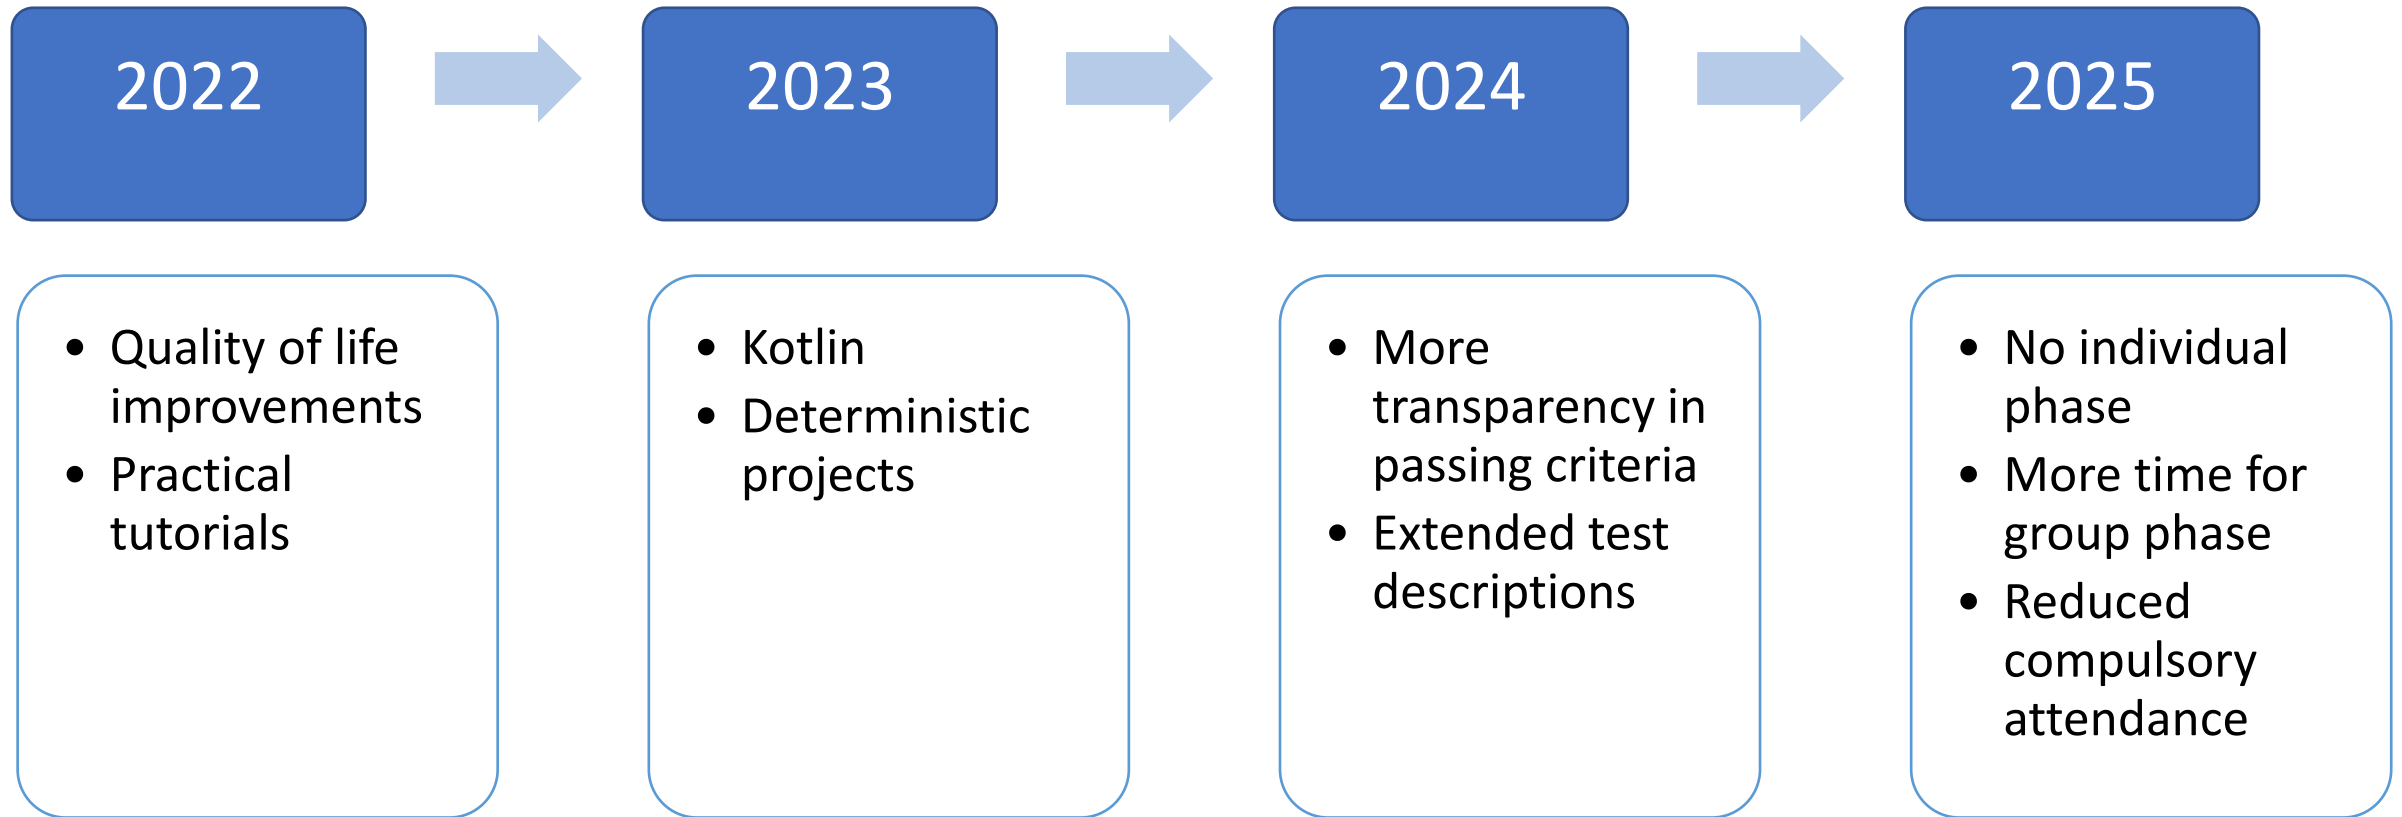 2022
2023
2024
2025
• Quality of life
improvements
• Practical
tutorials
• Kotlin
• Deterministic
projects
• More
transparency in
passing criteria
• Extended test
descriptions
• No individual
phase
• More time for
group phase
• Reduced
compulsory
attendance